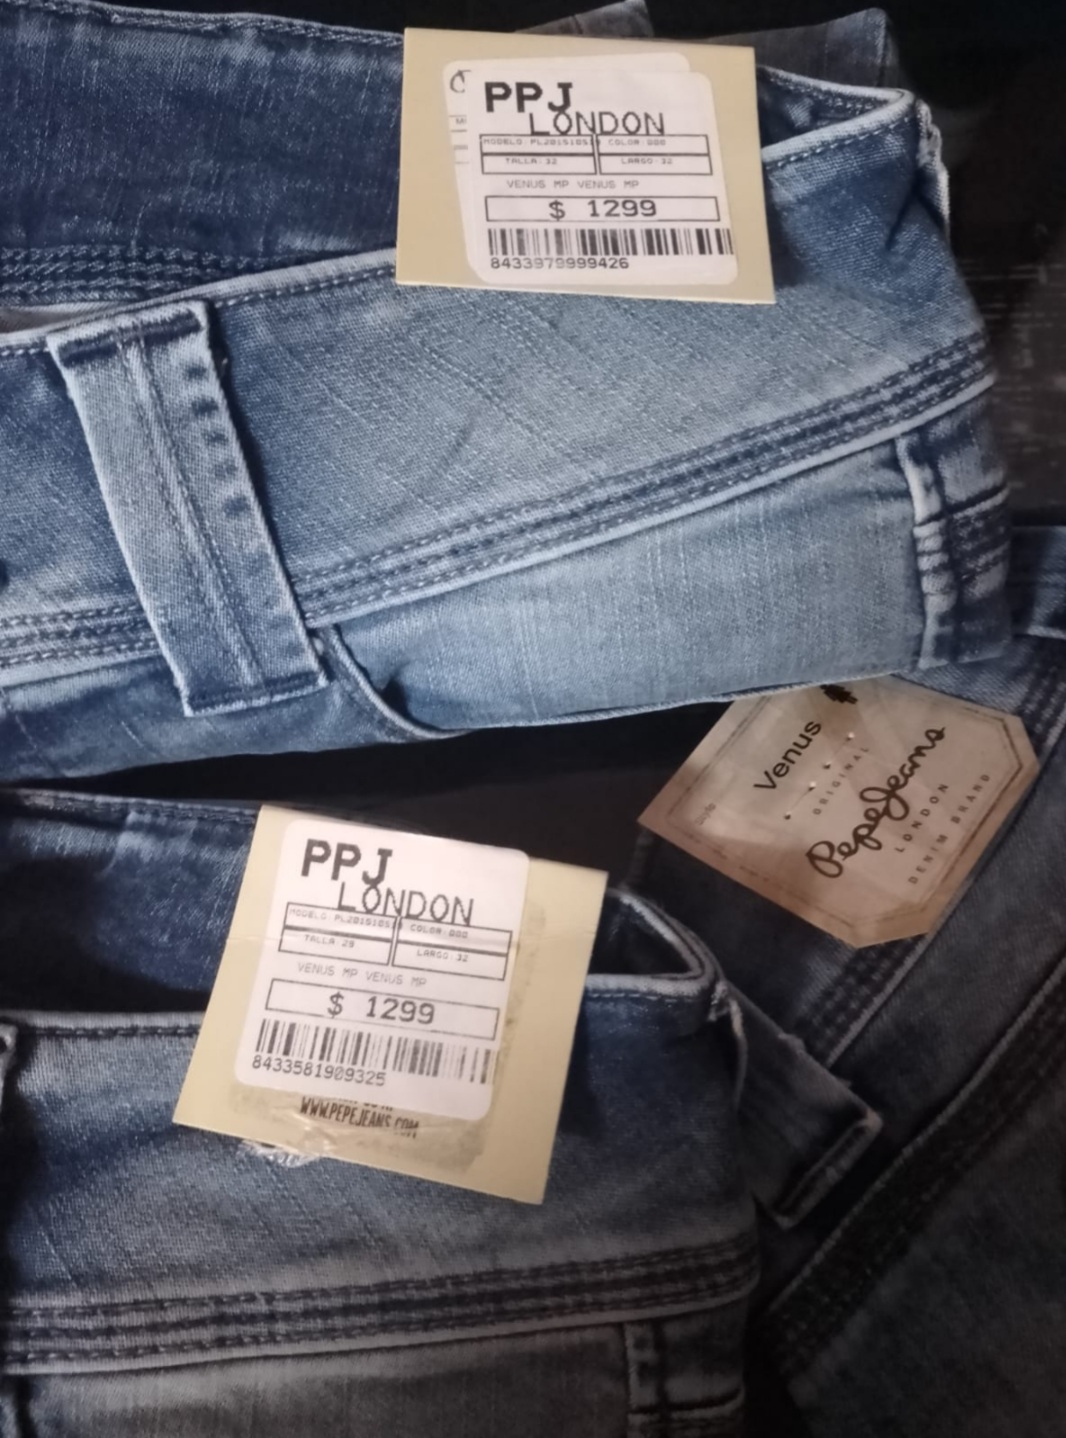 PPJ
LONDON
MODELO: PL2015105 COLOR:000
TALLA:32 LARGO:32
VENUS MP VENUS MP
$ 1299
8433979999426
Venus
ORIGINAL
PepeJeans
LONDON
DENIM BRAND
PPJ
LONDON
MODELO: PL2015105 COLOR:000
TALLA:29 LARGO:32
VENUS MP VENUS MP
$ 1299
8433581909325
WWW.PEPEJEANS.COM